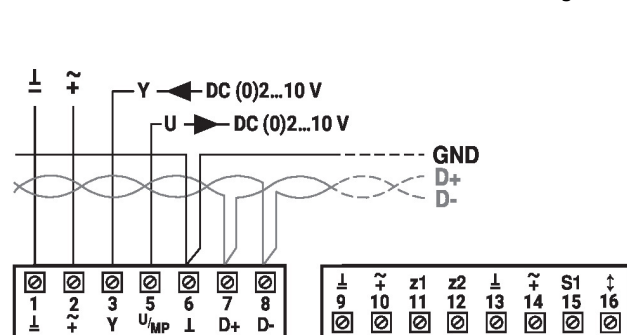 ⊥ ~
– +
Y DC (0)2...10 V
U DC (0)2...10 V
GND
D+
D-
1 2 3 5 6 7 8
⊥ ~ Y U/MP ⊥ D+ D-
– +
⊥ ~ z1 z2 ⊥ ~ S1 ↕
– + – +
9 10 11 12 13 14 15 16